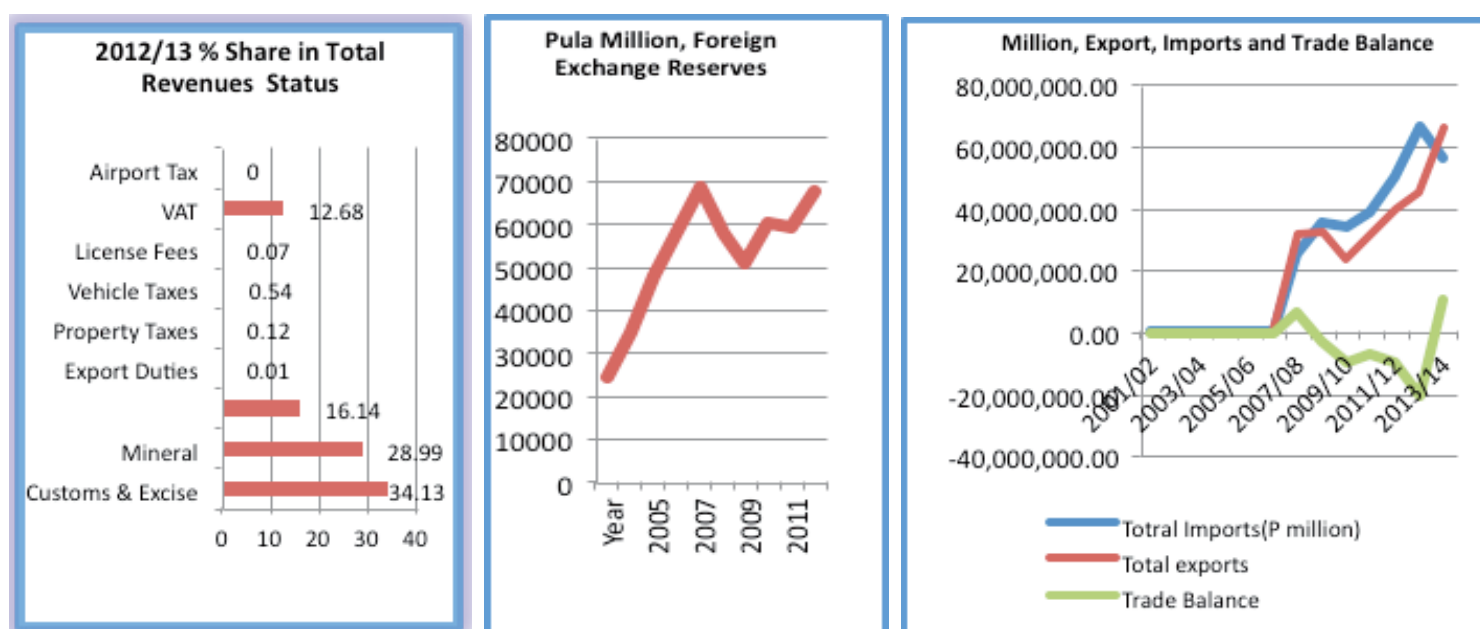 2012/13 % Share in Total
Revenues Status
Airport Tax
0
VAT
12.68
License Fees
0.07
Vehicle Taxes
0.54
Property Taxes
0.12
Export Duties
0.01
16.14
Mineral
28.99
Customs & Excise
34.13
0 10 20 30 40
Pula Million, Foreign
Exchange Reserves
80000
70000
60000
50000
40000
30000
20000
10000
0
Year
2005
2007
2009
2011
Million, Export, Imports and Trade Balance
80,000,000.00
60,000,000.00
40,000,000.00
20,000,000.00
0.00
-20,000,000.00
-40,000,000.00
2001/02
2003/04
2005/06
2007/08
2009/10
2011/12
2013/14
Totral Imports(P million)
Total exports
Trade Balance